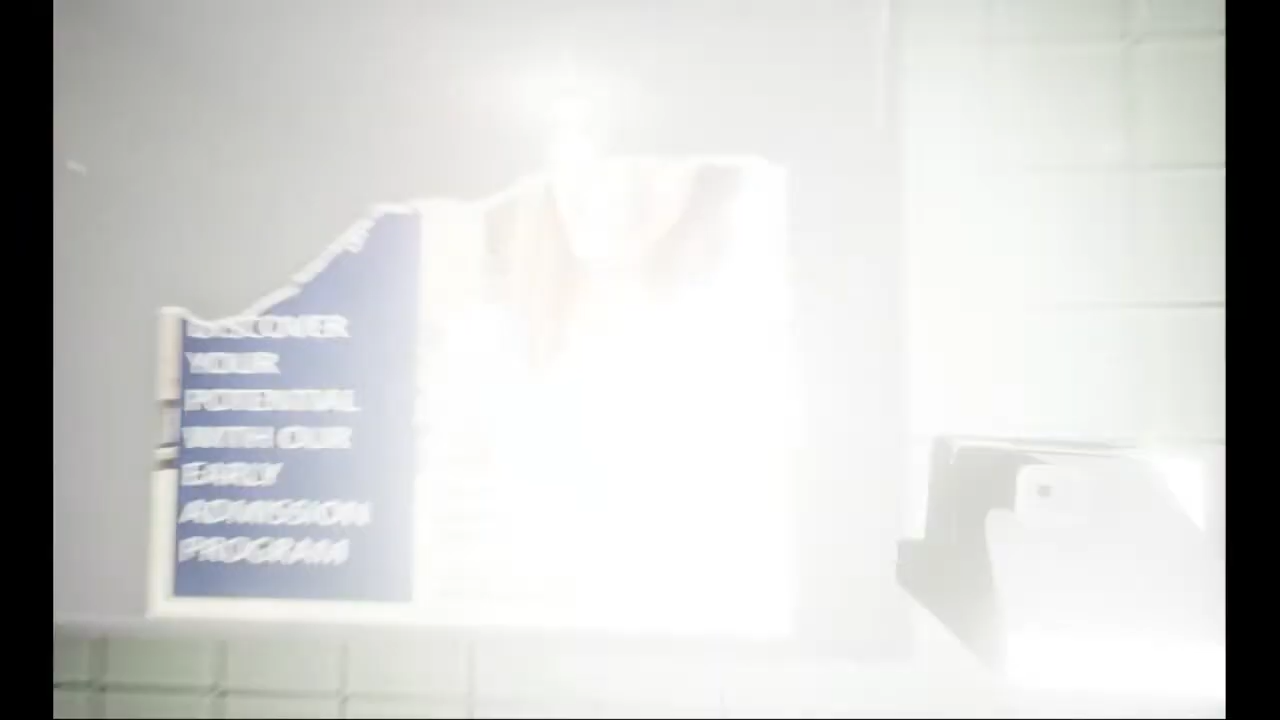 DISCOVER
YOUR
POTENTIAL
WITH OUR
EARLY
ADMISSION
PROGRAM